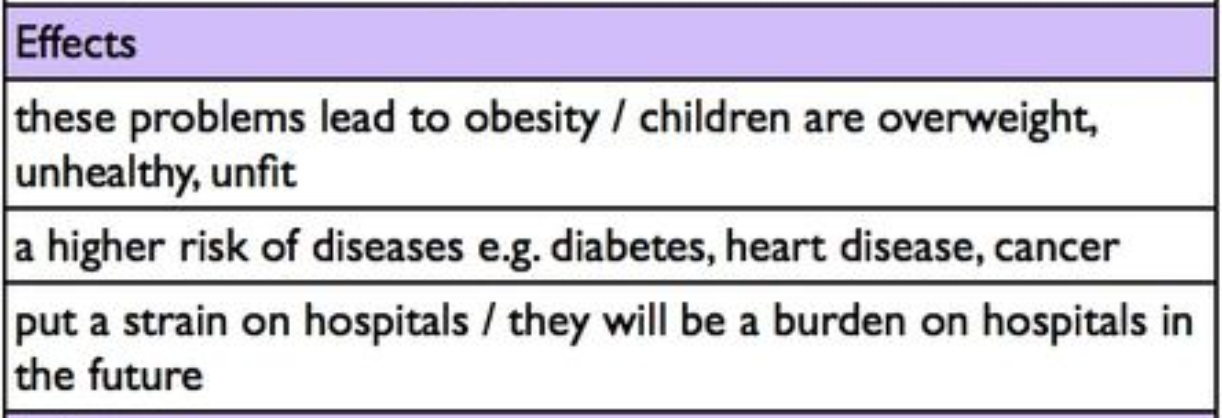 Effects
these problems lead to obesity / children are overweight,
unhealthy, unfit
a higher risk of diseases e.g. diabetes, heart disease, cancer
put a strain on hospitals / they will be a burden on hospitals in
the future